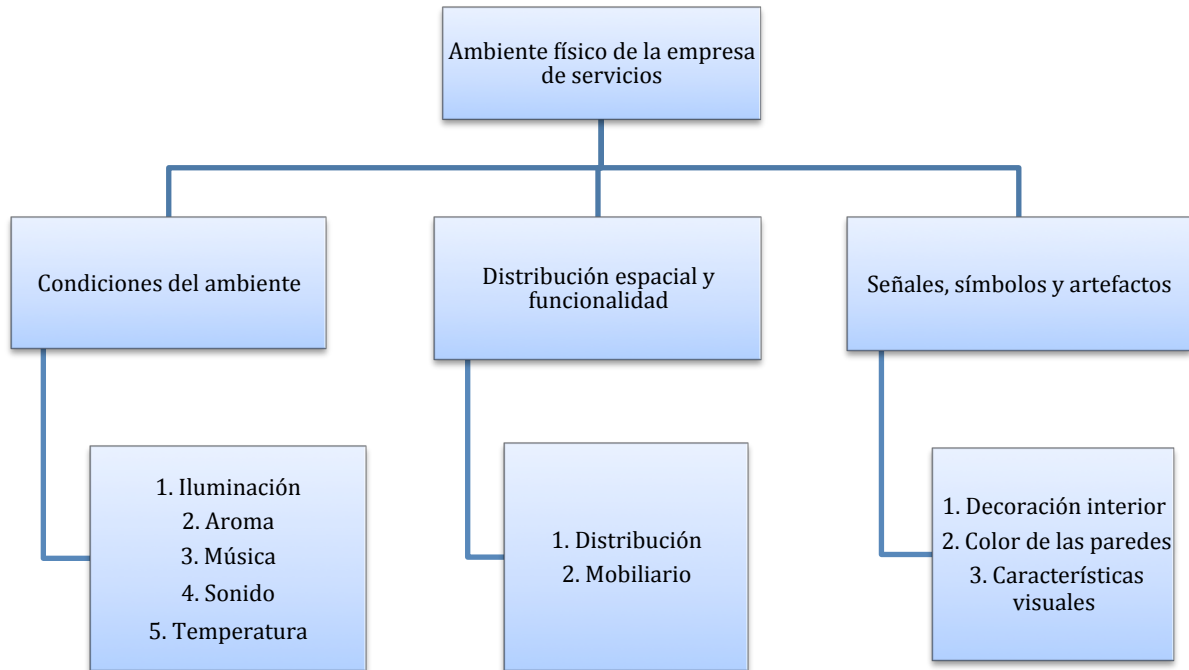 Ambiente físico de la empresa
de servicios
Condiciones del ambiente
Distribución espacial y
funcionalidad
Señales, símbolos y artefactos
1. Iluminación
2. Aroma
3. Música
4. Sonido
5. Temperatura
1. Distribución
2. Mobiliario
1. Decoración interior
2. Color de las paredes
3. Características
visuales